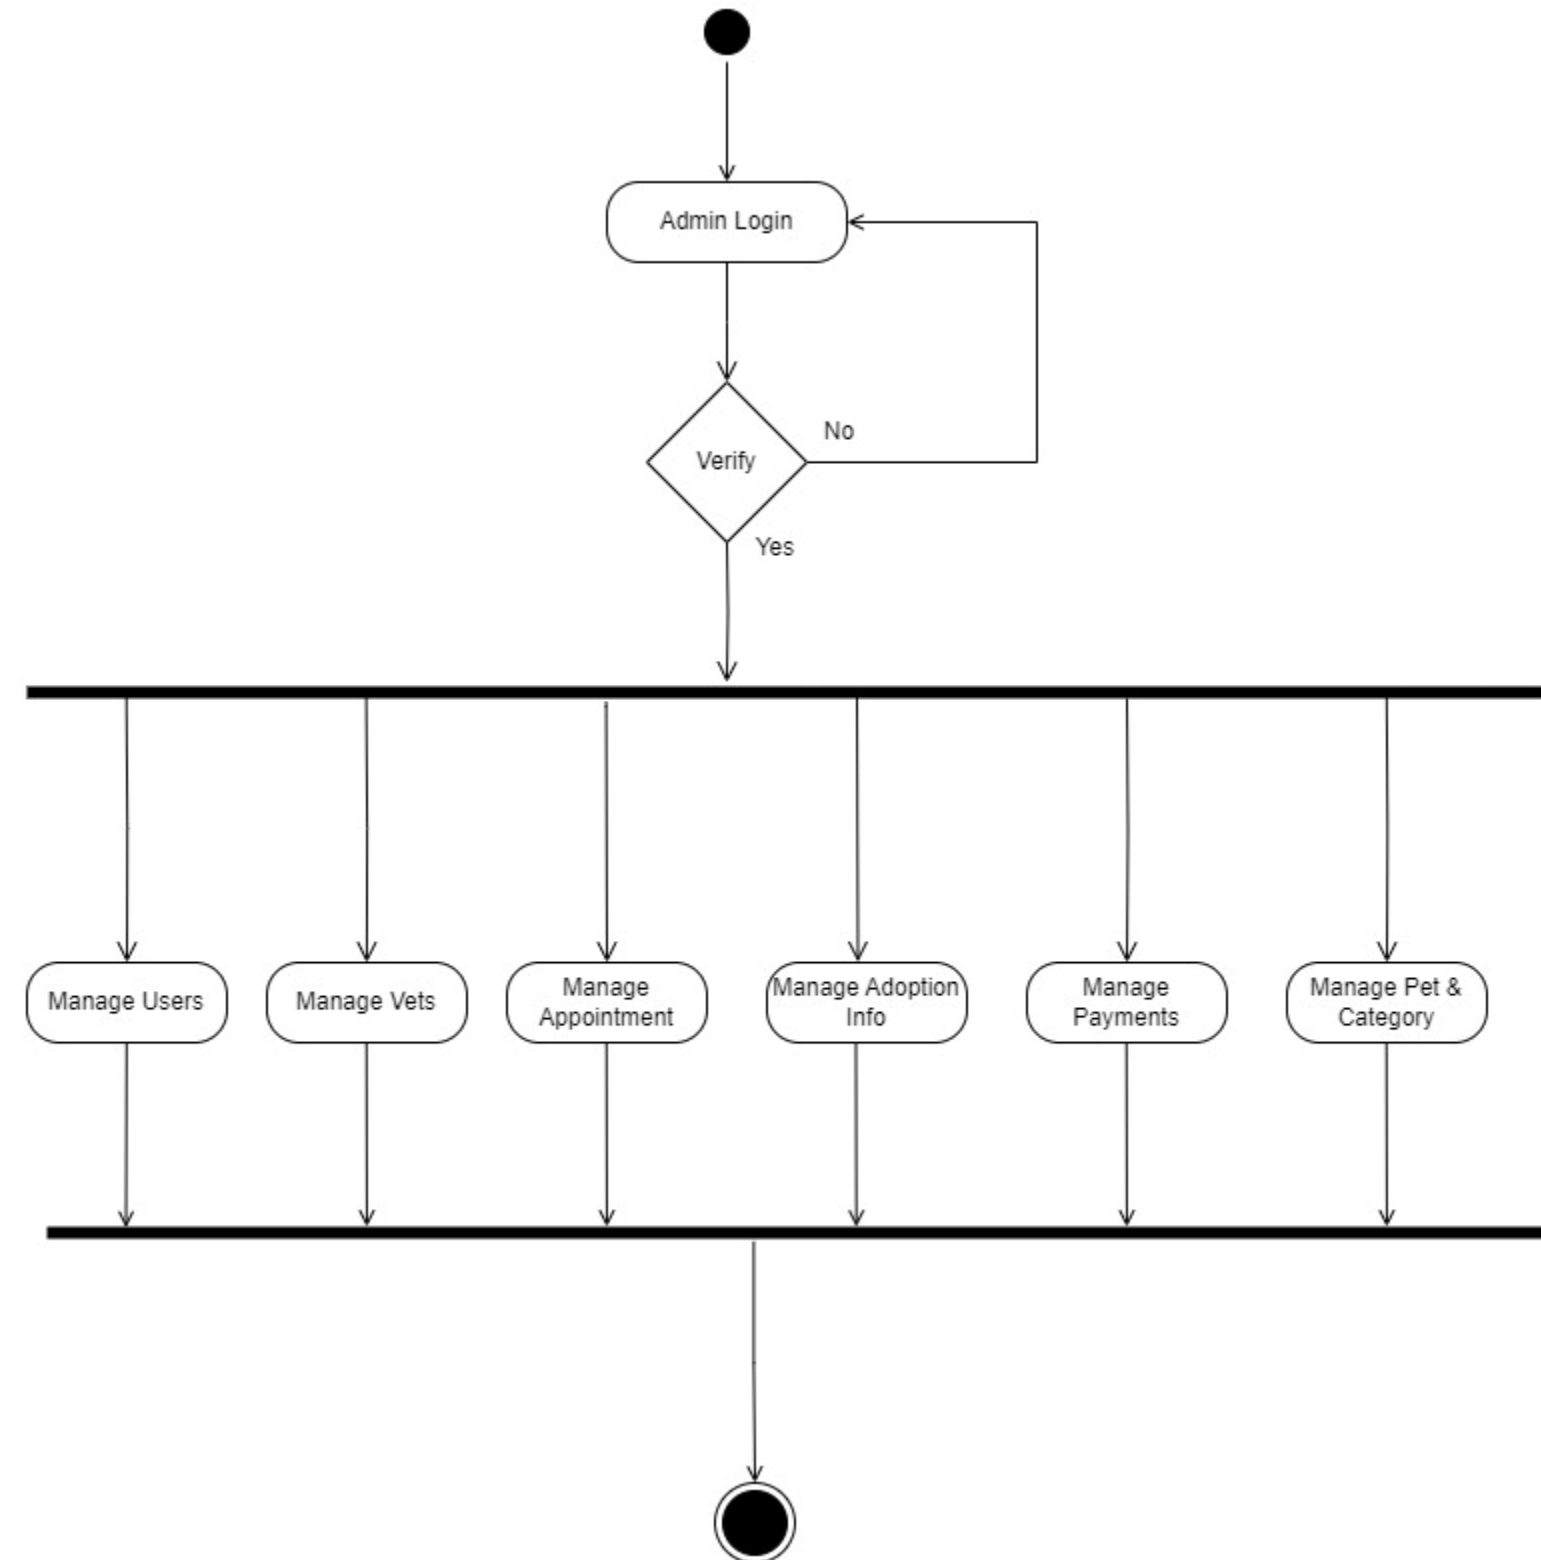 Admin Login
No
Verify
Yes
Manage Users
Manage Vets
Manage
Appointment
Manage Adoption
Info
Manage
Payments
Manage Pet &
Category